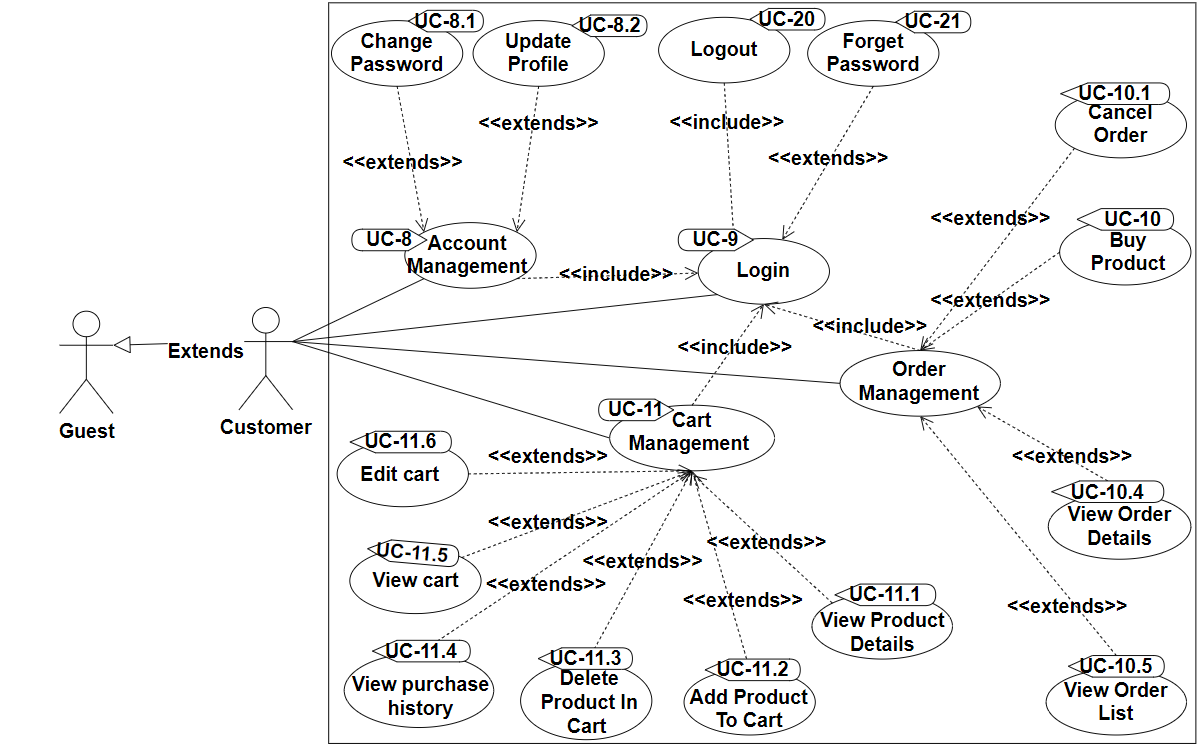 UC-8.1
Change
Password
UC-8.2
Update
Profile
UC-20
Logout
UC-21
Forget
Password
UC-10.1
Cancel
Order
<<extends>>
<<extends>>
<<include>>
<<extends>>
<<extends>>
UC-10
Buy
Product
<<extends>>
UC-8
Account
Management
<<include>>
UC-9
Login
<<include>>
<<include>>
Extends
Guest
Customer
Order
Management
UC-11
Cart
Management
UC-11.6
Edit cart
<<extends>>
<<extends>>
UC-10.4
View Order
Details
UC-11.5
View cart
<<extends>>
<<extends>>
<<extends>>
<<extends>>
<<extends>>
<<extends>>
UC-11.1
View Product
Details
UC-11.4
View purchase
history
UC-11.3
Delete
Product In
Cart
UC-11.2
Add Product
To Cart
UC-10.5
View Order
List